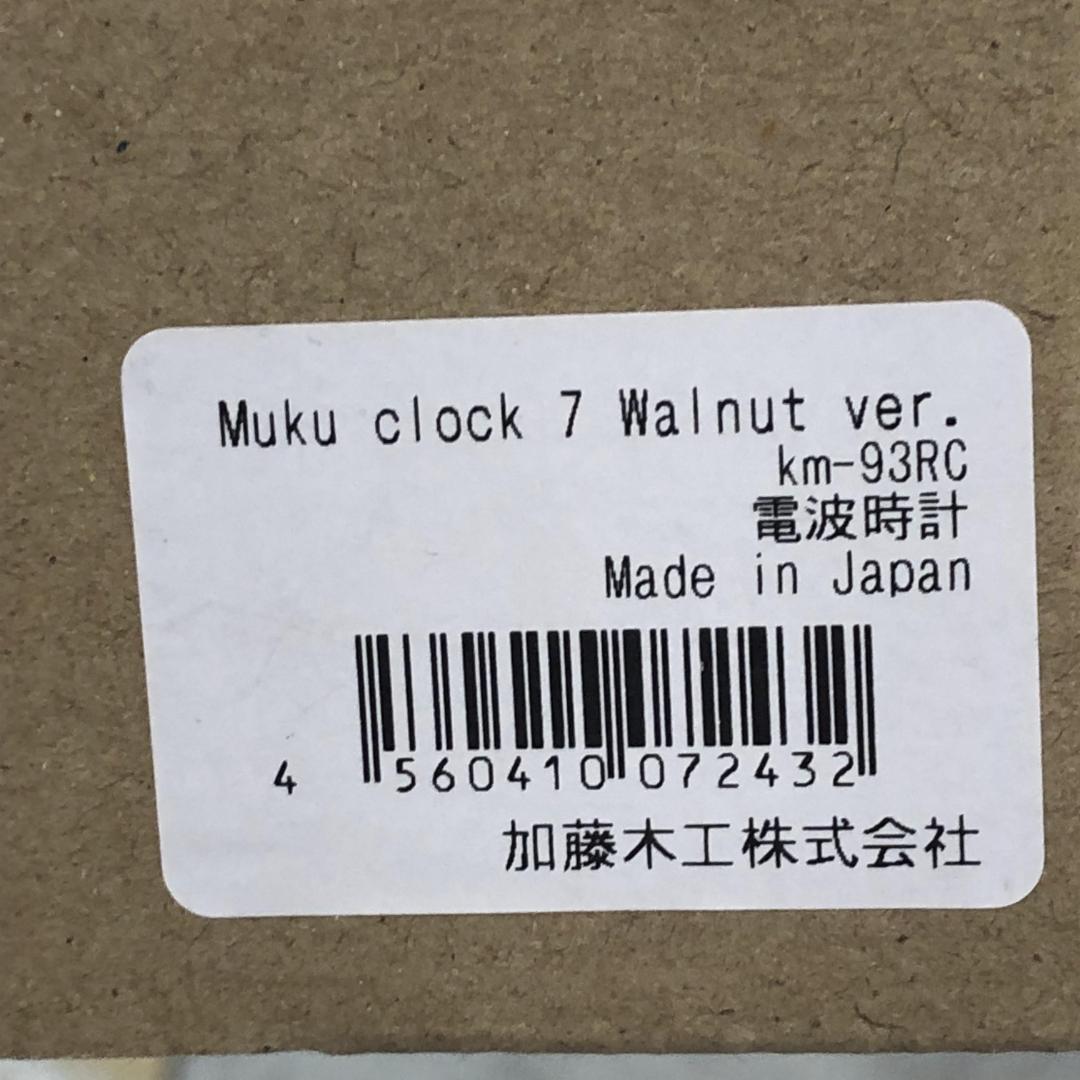 Muku clock 7 Walnut ver.
km-93RC
電波時計
Made in Japan
4 560410 072432
加藤木工株式会社